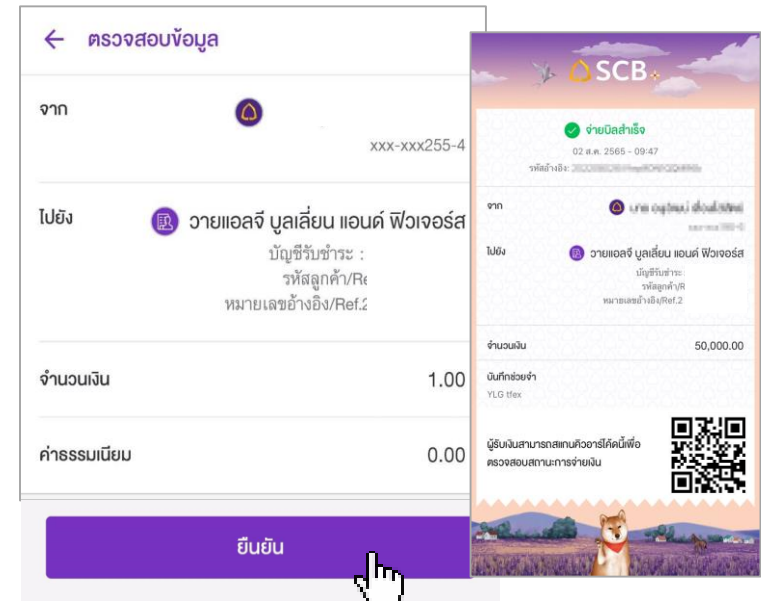 ตรวจสอบข้อมูล
จาก
xxx-xxx255-4
ไปยัง
วายแอลจี บูลเลี่ยน แอนด์ ฟิวเจอร์ส
บัญชีรับชำระ :
รหัสลูกค้า/Re
หมายเลขอ้างอิง/Ref.2
จำนวนเงิน 1.00
ค่าธรรมเนียม 0.00
ยืนยัน
SCB
จ่ายบิลสำเร็จ
02 ส.ค. 2565 - 09:47
รหัสอ้างอิง:
จาก
ไปยัง
วายแอลจี บูลเลี่ยน แอนด์ ฟิวเจอร์ส
บัญชีรับชำระ:
รหัสลูกค้า/R
หมายเลขอ้างอิง/Ref.2
จำนวนเงิน 50,000.00
บันทึกช่วยจำ
YLG tfex
ผู้รับเงินสามารถสแกนคิวอาร์โค้ดนี้เพื่อ
ตรวจสอบสถานะการจ่ายเงิน